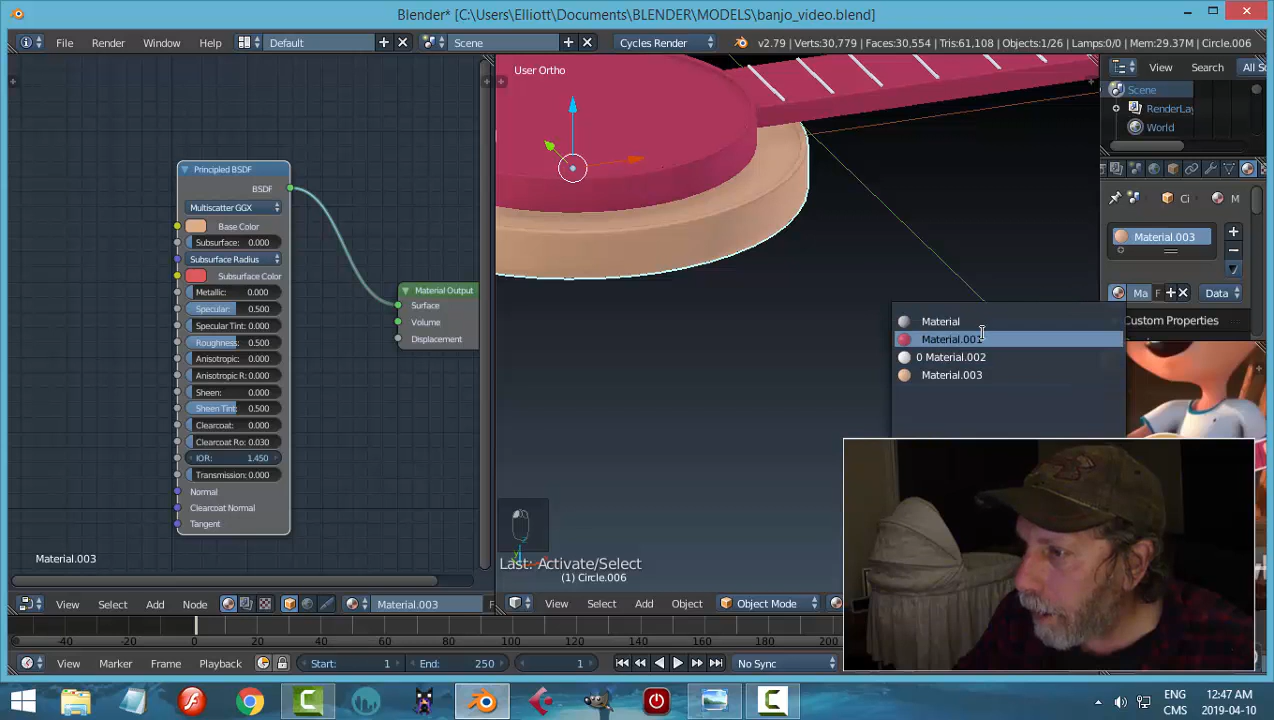 Blender* [C:\Users\Elliott\Documents\BLENDER\MODELS\banjo_video.blend]
File Render Window Help Default Scene Cycles Render v2.79 | Verts:30,779 | Faces:30,554 | Tris:61,108 | Objects:1/26 | Lamps:0/0 | Mem:29.37M | Circle.006
User Ortho
View Search All Sc
Scene
RenderLay
World
Principled BSDF
BSDF
Multiscatter GGX
Base Color
Subsurface: 0.000
Subsurface Radius
Subsurface Color
Metallic: 0.000
Specular: 0.500
Specular Tint: 0.000
Roughness: 0.500
Anisotropic: 0.000
Anisotropic R: 0.000
Sheen: 0.000
Sheen Tint: 0.500
Clearcoat: 0.000
Clearcoat Ro: 0.030
IOR: 1.450
Transmission: 0.000
Normal
Clearcoat Normal
Tangent
Material Output
Surface
Volume
Displacement
Ci M
Material.003
Ma F Data
Custom Properties
Material
Material.001
0 Material.002
Material.003
Material.003
Last: Activate/Select
(1) Circle.006
View Select Add Node Material.003 F
View Select Add Object Object Mode
-40 -20 0 20 40 60 80 100 120 140 160 180 200
View Marker Frame Playback Start: 1 End: 250 1 No Sync
ENG
CMS
12:47 AM
2019-04-10